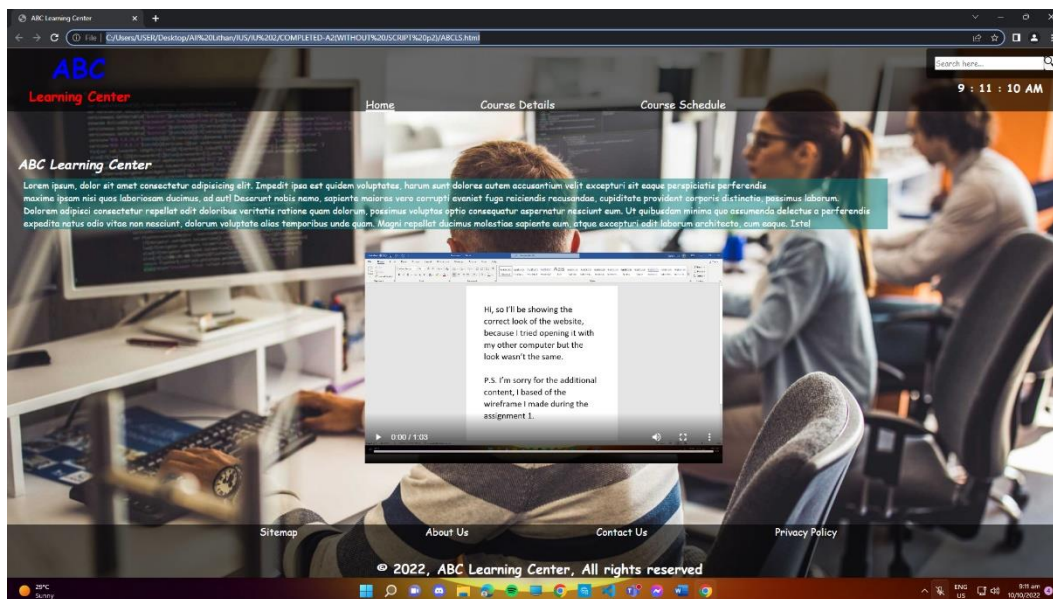 ABC Learning Center
File C:/Users/USER/Desktop/All%20Lithan/IUS/IU%202/COMPLETED-A2(WITHOUT%20JSCRIPT%20p2)/ABCLS.html
ABC
Learning Center
Search here...
9 : 11 : 10 AM
Home Course Details Course Schedule
ABC Learning Center
Lorem ipsum, dolor sit amet consectetur adipisicing elit. Impedit ipsa est quidem voluptates, harum sunt dolores autem accusantium velit excepturi sit eaque perspiciatis perferendis
maxime ipsam nisi quos laboriosam ducimus, ad aut! Deserunt nobis nemo, sapiente maiores vero corrupti eveniet fuga reiciendis recusandae, cupiditate provident corporis distinctio, possimus laborum.
Dolorem adipisci consectetur repellat odit doloribus veritatis ratione quam dolorum, possimus voluptas optio consequatur aspernatur nesciunt eum. Ut quibusdam minima quo assumenda delectus a perferendis
expedita natus odio vitae non nesciunt, dolorum voluptate alias temporibus unde quam. Magni repellat ducimus molestiae sapiente eum, atque excepturi odit laborum architecto, cum eaque. Iste!
Hi, so I'll be showing the
correct look of the website,
because I tried opening it with
my other computer but the
look wasn't the same.
P.S. I'm sorry for the additional
content, I based of the
wireframe I made during the
assignment 1.
0:00 / 1:03
Sitemap About Us Contact Us Privacy Policy
© 2022, ABC Learning Center, All rights reserved
29°C
Sunny
ENG
US
9:11 am
10/10/2022